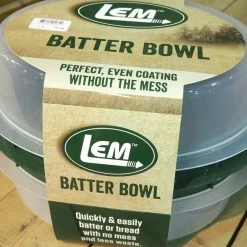 LEM
BATTER BOWL
PERFECT, EVEN COATING
WITHOUT THE MESS
LEM
BATTER BOWL
Quickly & easily
batter or bread
with no mess
and less waste.